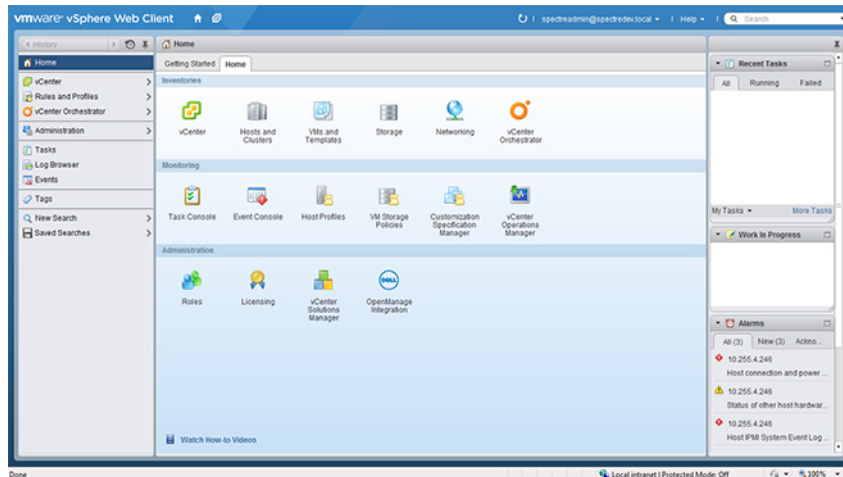 vmware® vSphere Web Client
spectreadmin@spectredev.local
Help
Search
History
Home
vCenter
Rules and Profiles
vCenter Orchestrator
Administration
Tasks
Log Browser
Events
Tags
New Search
Saved Searches
Home
Getting Started Home
Inventories
vCenter
Hosts and Clusters
VMs and Templates
Storage
Networking
vCenter Orchestrator
Monitoring
Task Console
Event Console
Host Profiles
VM Storage Policies
Customization Specification Manager
vCenter Operations Manager
Administration
Roles
Licensing
vCenter Solutions Manager
DELL
OpenManage Integration
Watch How-to Videos
Recent Tasks
All Running Failed
My Tasks More Tasks
Work In Progress
Alarms
All (3) New (3) Ackno...
10.255.4.246
Host connection and power ...
10.255.4.246
Status of other host hardwar...
10.255.4.246
Host IPMI System Event Log ...
Done
Local intranet | Protected Mode: Off
100%